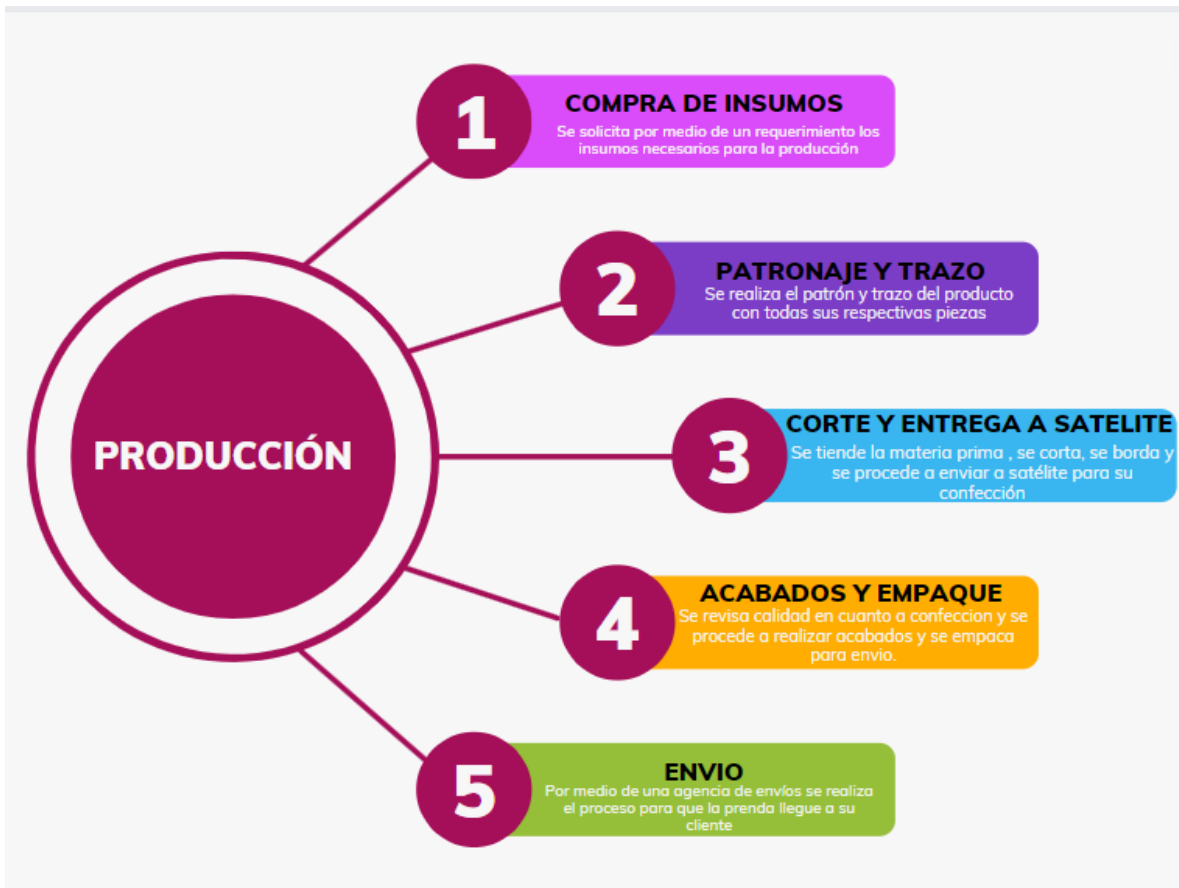 PRODUCCIÓN
1
COMPRA DE INSUMOS
Se solicita por medio de un requerimiento los
insumos necesarios para la producción
2
PATRONAJE Y TRAZO
Se realiza el patrón y trazo del producto
con todas sus respectivas piezas
3
CORTE Y ENTREGA A SATELITE
Se tiende la materia prima , se corta, se borda y
se procede a enviar a satélite para su
confección
4
ACABADOS Y EMPAQUE
Se revisa calidad en cuanto a confeccion y se
procede a realizar acabados y se empaca
para envio.
5
ENVIO
Por medio de una agencia de envíos se realiza
el proceso para que la prenda llegue a su
cliente